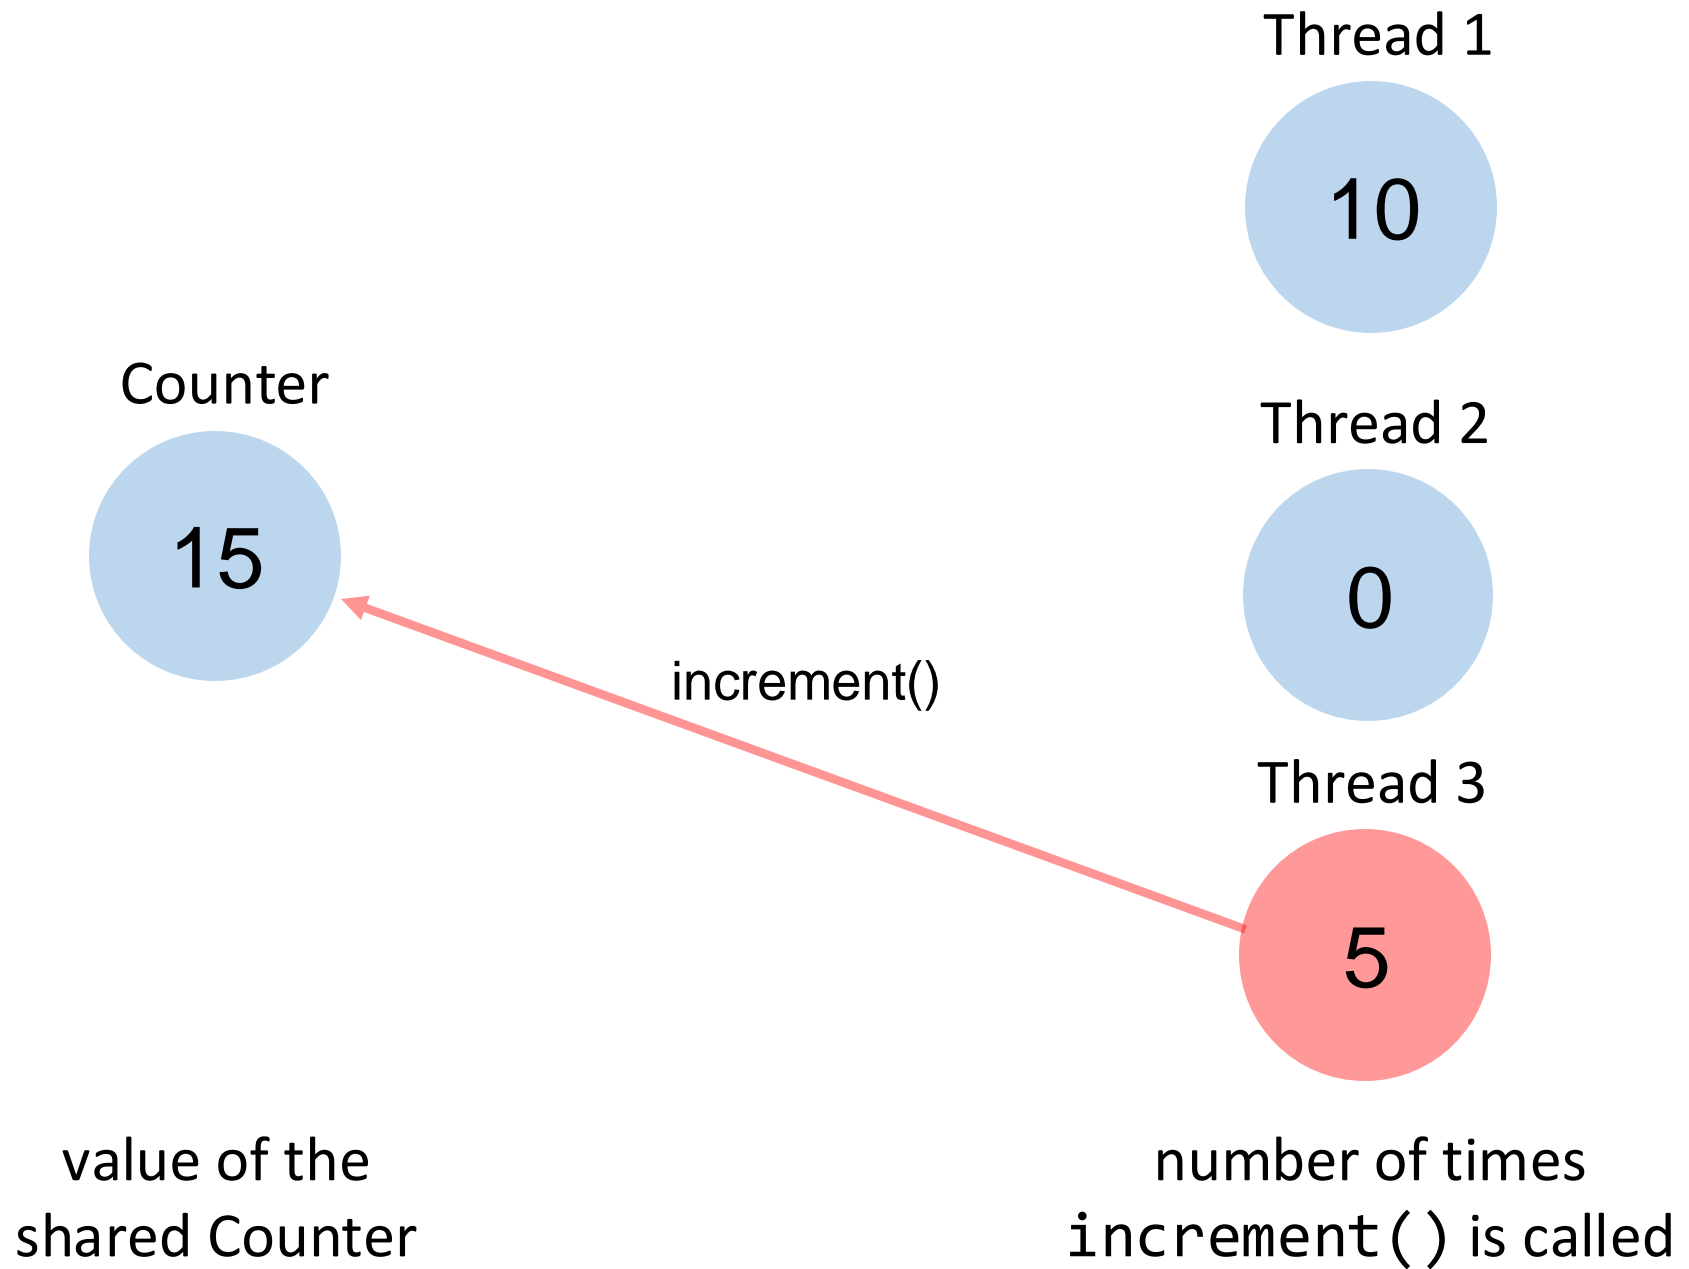 Thread 1
10
Counter
15
Thread 2
0
increment()
Thread 3
5
value of the
shared Counter
number of times
increment() is called